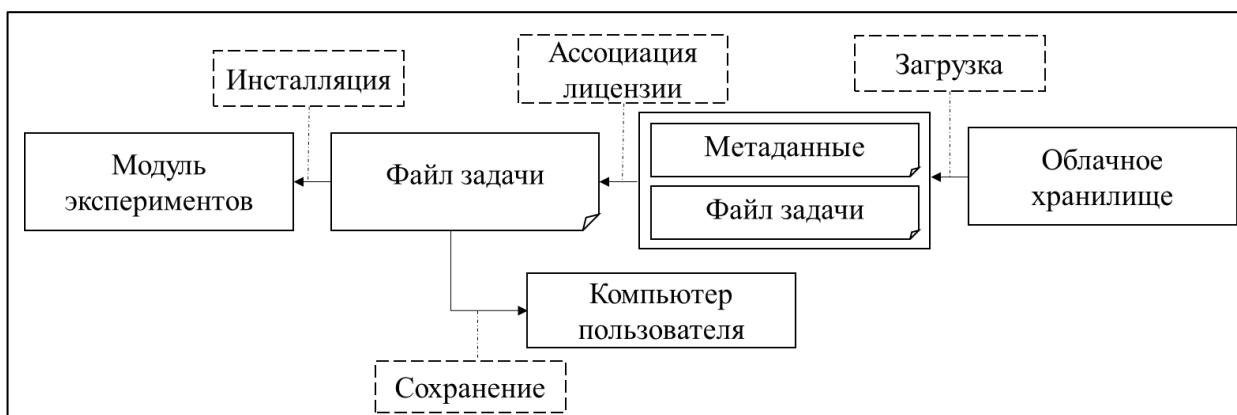 Инсталляция
Ассоциация
лицензии
Загрузка
Модуль
экспериментов
Файл задачи
Метаданные
Файл задачи
Облачное
хранилище
Компьютер
пользователя
Сохранение